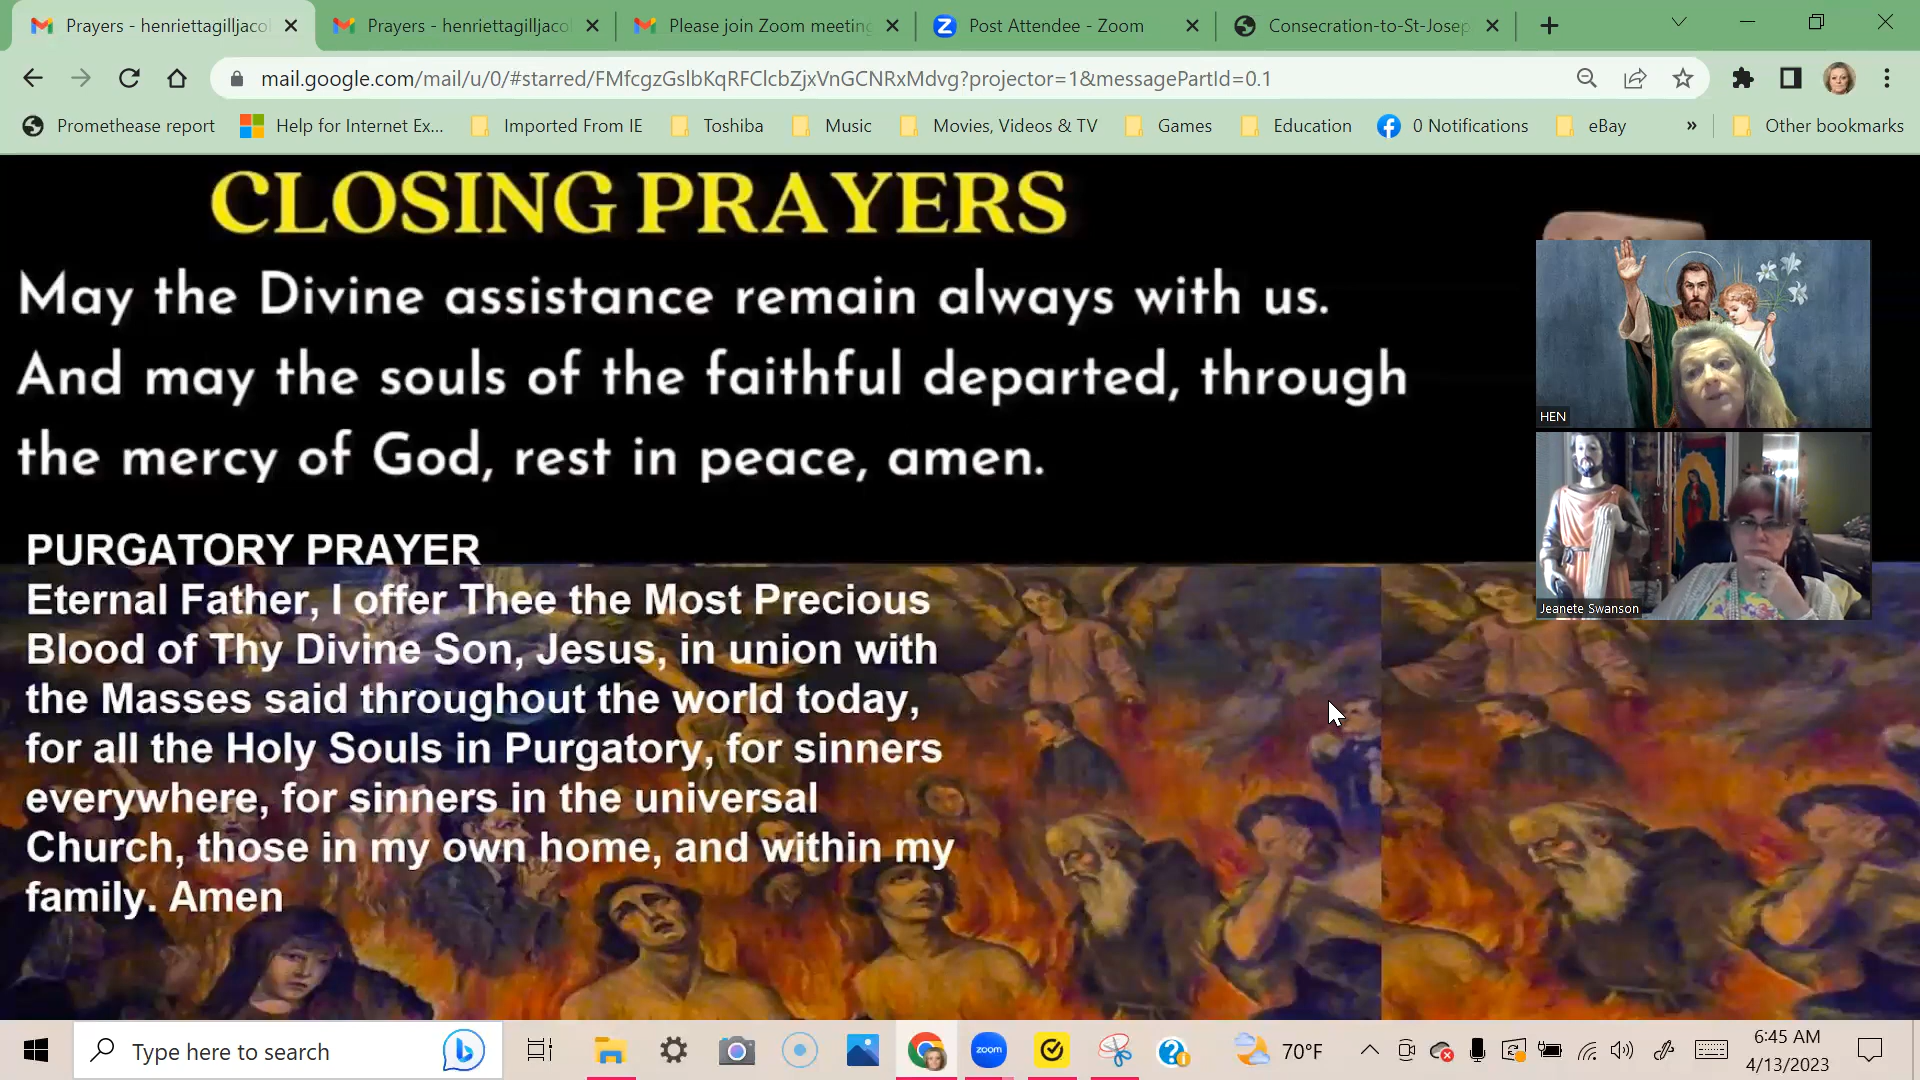 Prayers - henriettagilljaco
Prayers - henriettagilljaco
Please join Zoom meeting
Post Attendee - Zoom
Consecration-to-St-Josep
mail.google.com/mail/u/0/#starred/FMfcgzGslbKqRFClcbZjxVnGCNRxMdvg?projector=1&messagePartId=0.1
Promethease report
Help for Internet Ex...
Imported From IE
Toshiba
Music
Movies, Videos & TV
Games
Education
0 Notifications
eBay
»
Other bookmarks
CLOSING PRAYERS
May the Divine assistance remain always with us.
And may the souls of the faithful departed, through
the mercy of God, rest in peace, amen.
HEN
Jeanete Swanson
PURGATORY PRAYER
Eternal Father, I offer Thee the Most Precious
Blood of Thy Divine Son, Jesus, in union with
the Masses said throughout the world today,
for all the Holy Souls in Purgatory, for sinners
everywhere, for sinners in the universal
Church, those in my own home, and within my
family. Amen
Type here to search
zoom
70°F
6:45 AM
4/13/2023